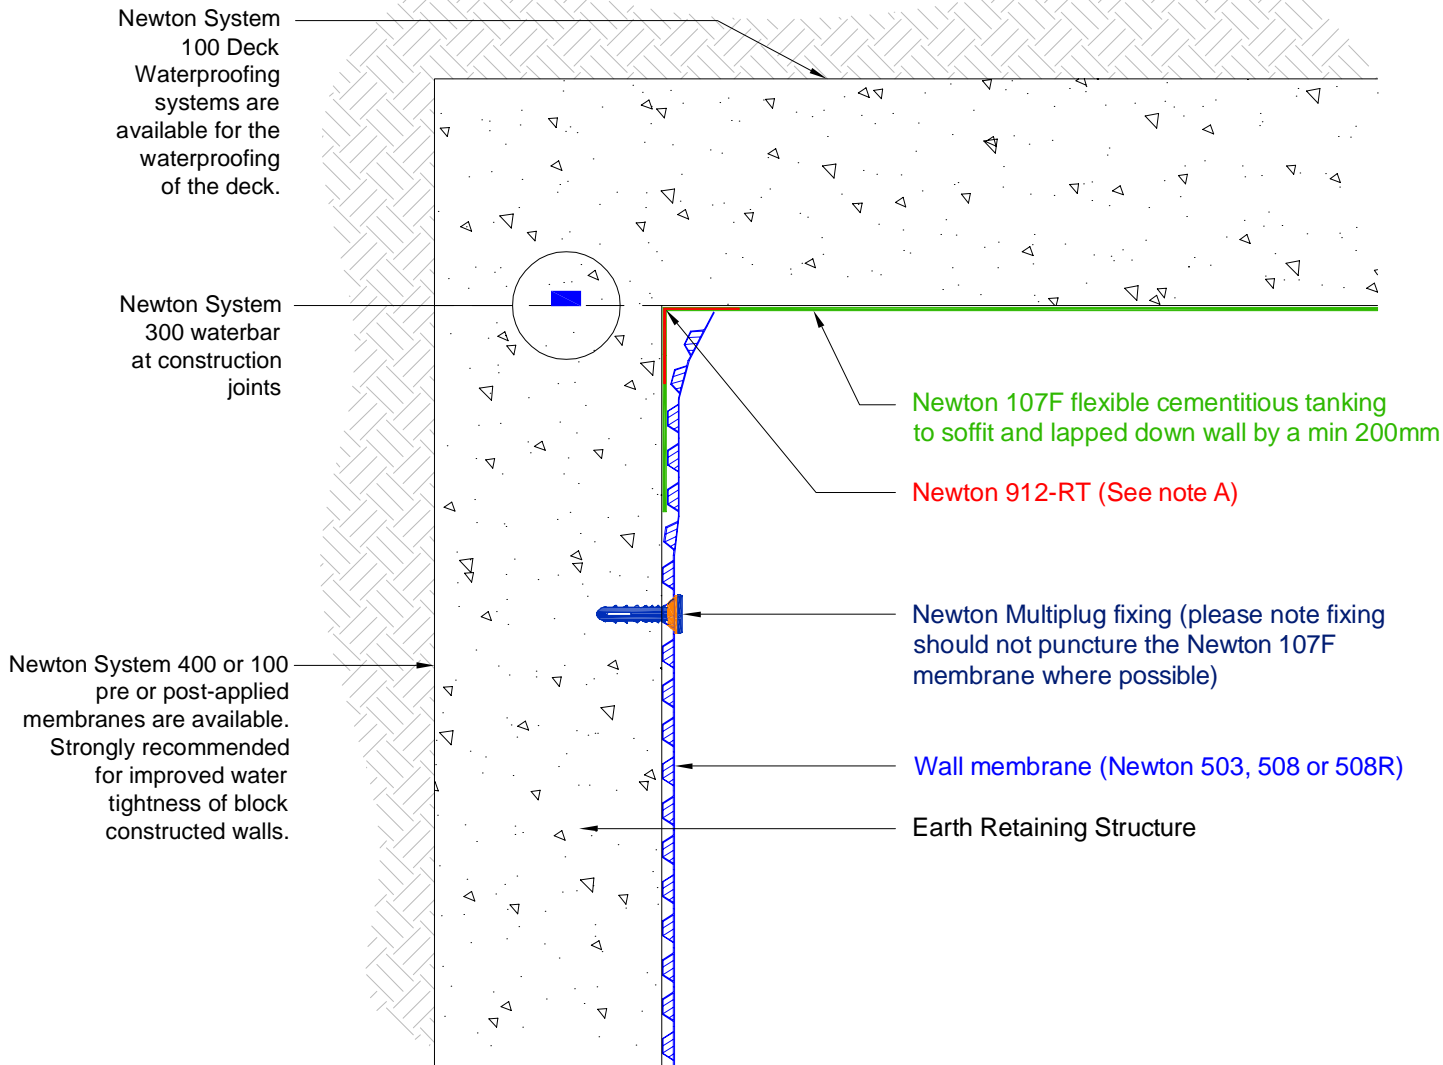 Newton System
100 Deck
Waterproofing
systems are
available for the
waterproofing
of the deck.
Newton System
300 waterbar
at construction
joints
Newton System 400 or 100
pre or post-applied
membranes are available.
Strongly recommended
for improved water
tightness of block
constructed walls.
Newton 107F flexible cementitious tanking
to soffit and lapped down wall by a min 200mm
Newton 912-RT (See note A)
Newton Multiplug fixing (please note fixing
should not puncture the Newton 107F
membrane where possible)
Wall membrane (Newton 503, 508 or 508R)
Earth Retaining Structure